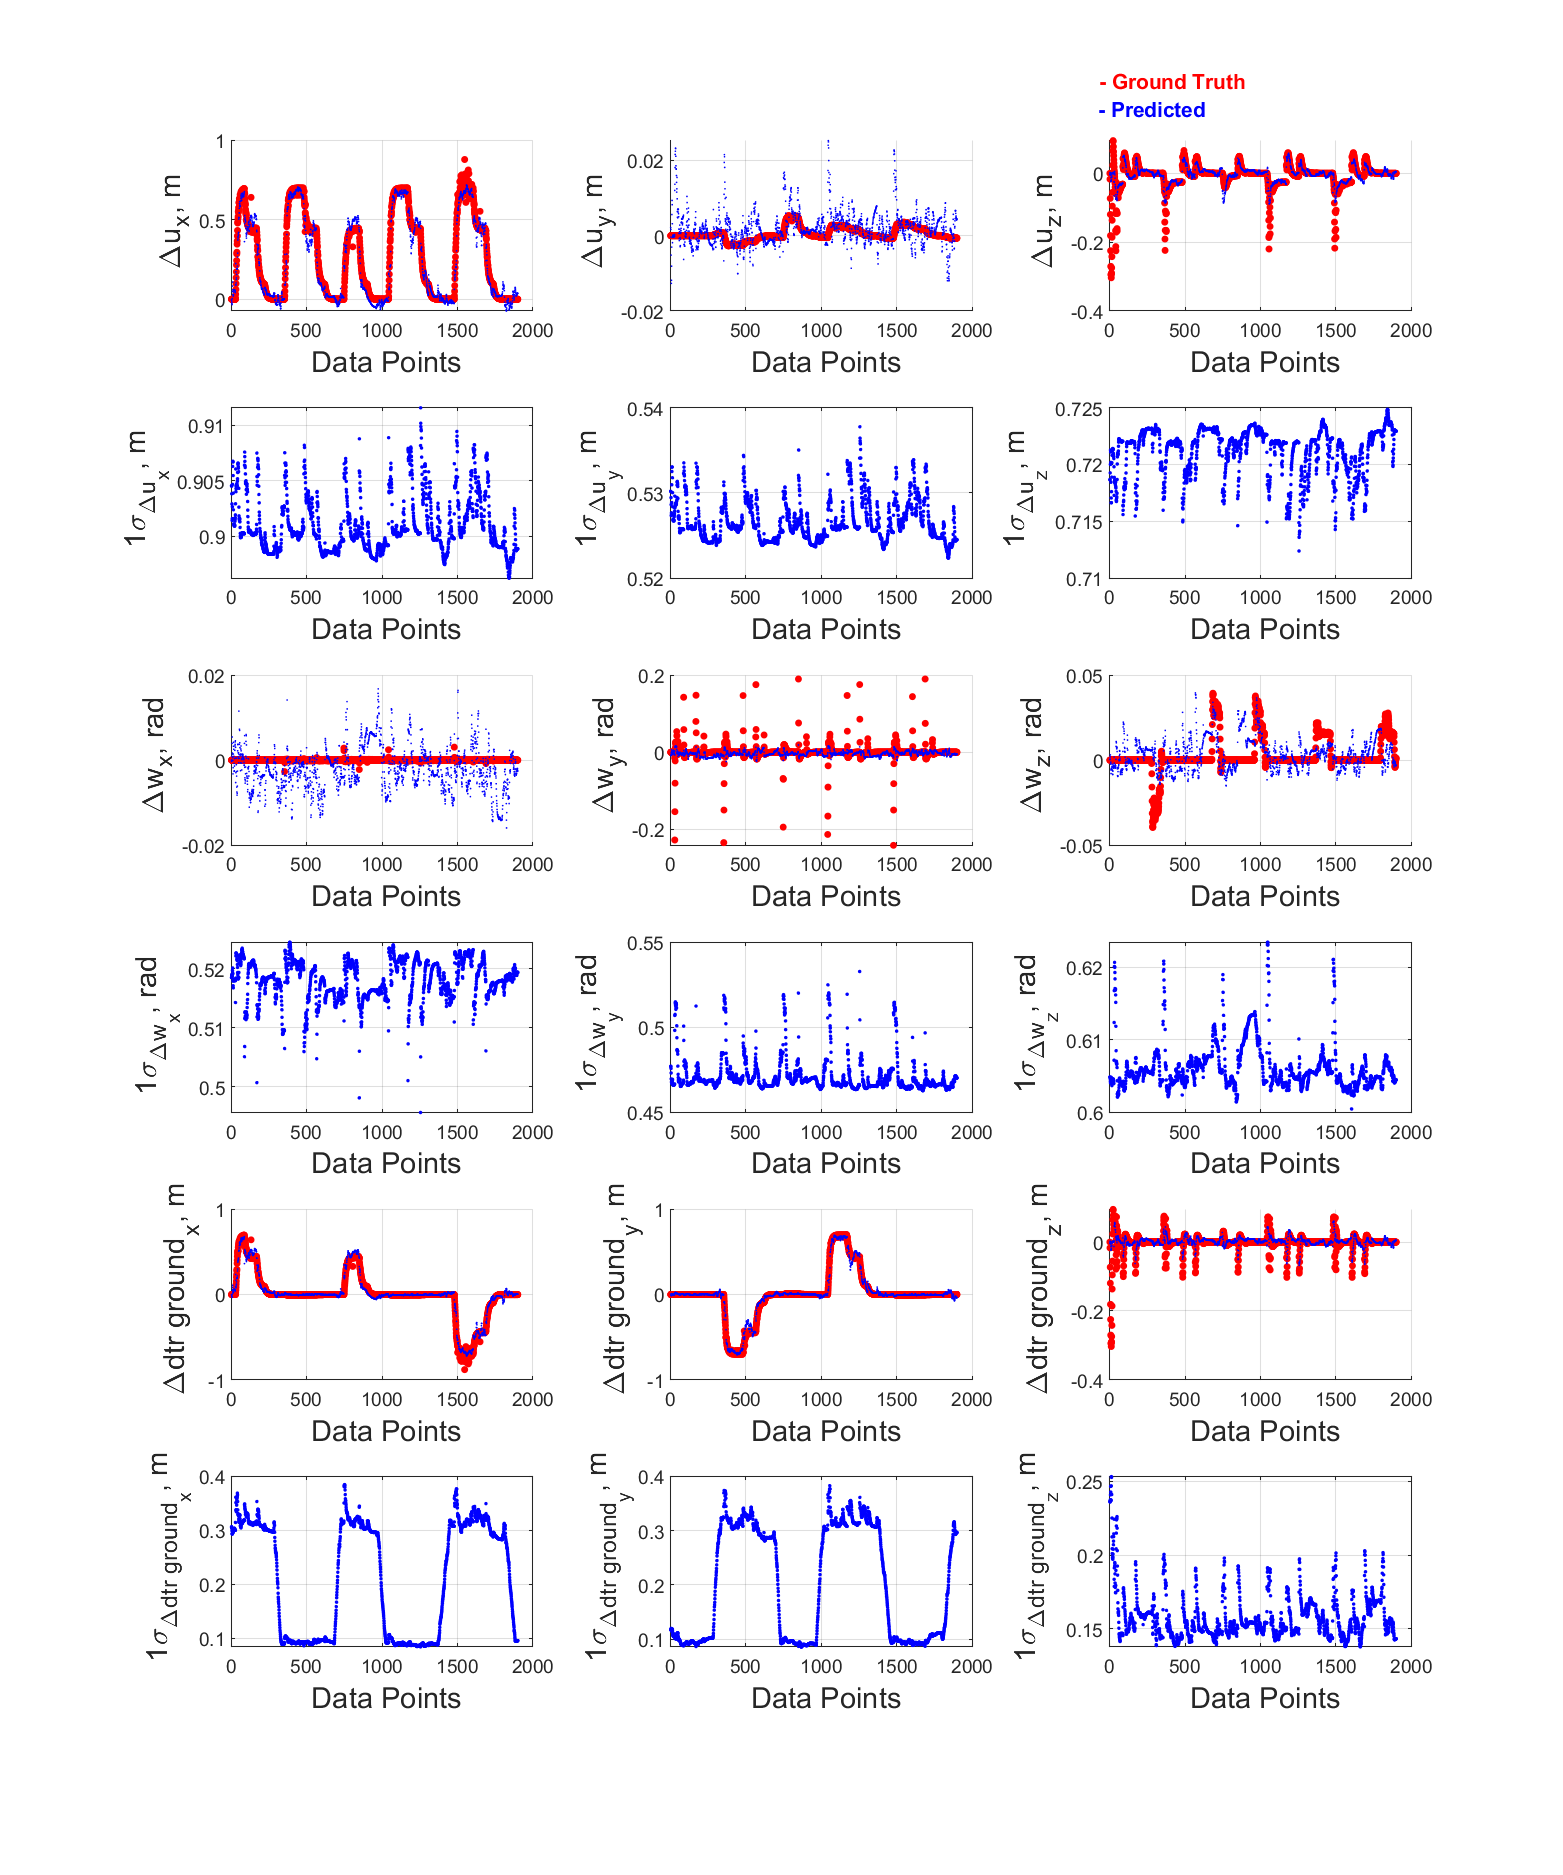 - Ground Truth
- Predicted
Δu_x, m
1
0.5
0
0 500 1000 1500 2000
Data Points
Δu_y, m
0.02
0
-0.02
0 500 1000 1500 2000
Data Points
Δu_z, m
0
-0.2
-0.4
0 500 1000 1500 2000
Data Points
1σ_Δu_x, m
0.91
0.905
0.9
0 500 1000 1500 2000
Data Points
1σ_Δu_y, m
0.54
0.53
0.52
0 500 1000 1500 2000
Data Points
1σ_Δu_z, m
0.725
0.72
0.715
0.71
0 500 1000 1500 2000
Data Points
Δw_x, rad
0.02
0
-0.02
0 500 1000 1500 2000
Data Points
Δw_y, rad
0.2
0
-0.2
0 500 1000 1500 2000
Data Points
Δw_z, rad
0.05
0
-0.05
0 500 1000 1500 2000
Data Points
1σ_Δw_x, rad
0.52
0.51
0.5
0 500 1000 1500 2000
Data Points
1σ_Δw_y, rad
0.55
0.5
0.45
0 500 1000 1500 2000
Data Points
1σ_Δw_z, rad
0.62
0.61
0.6
0 500 1000 1500 2000
Data Points
Δdtr ground_x, m
1
0
-1
0 500 1000 1500 2000
Data Points
Δdtr ground_y, m
1
0
-1
0 500 1000 1500 2000
Data Points
Δdtr ground_z, m
0
-0.2
-0.4
0 500 1000 1500 2000
Data Points
1σ_Δdtr ground_x, m
0.4
0.3
0.2
0.1
0 500 1000 1500 2000
Data Points
1σ_Δdtr ground_y, m
0.4
0.3
0.2
0.1
0 500 1000 1500 2000
Data Points
1σ_Δdtr ground_z, m
0.25
0.2
0.15
0 500 1000 1500 2000
Data Points